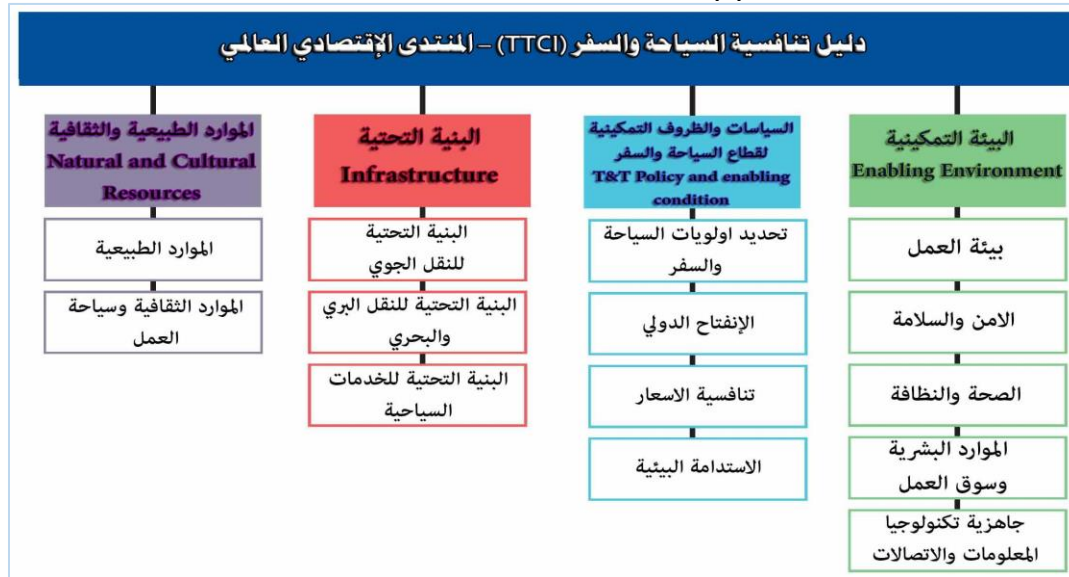 دليل تنافسية السياحة والسفر (TTCI) – المنتدى الإقتصادي العالمي
البيئة التمكينية
Enabling Environment
بيئة العمل
الامن والسلامة
الصحة والنظافة
الموارد البشرية
وسوق العمل
جاهزية تكنولوجيا
المعلومات والاتصالات
السياسات والظروف التمكينية
لقطاع السياحة والسفر
T&T Policy and enabling
condition
تحديد اولويات السياحة
والسفر
الإنفتاح الدولي
تنافسية الاسعار
الاستدامة البيئية
البنية التحتية
Infrastructure
البنية التحتية
للنقل الجوي
البنية التحتية للنقل البري
والبحري
البنية التحتية للخدمات
السياحية
الموارد الطبيعية والثقافية
Natural and Cultural
Resources
الموارد الطبيعية
الموارد الثقافية وسياحة
العمل